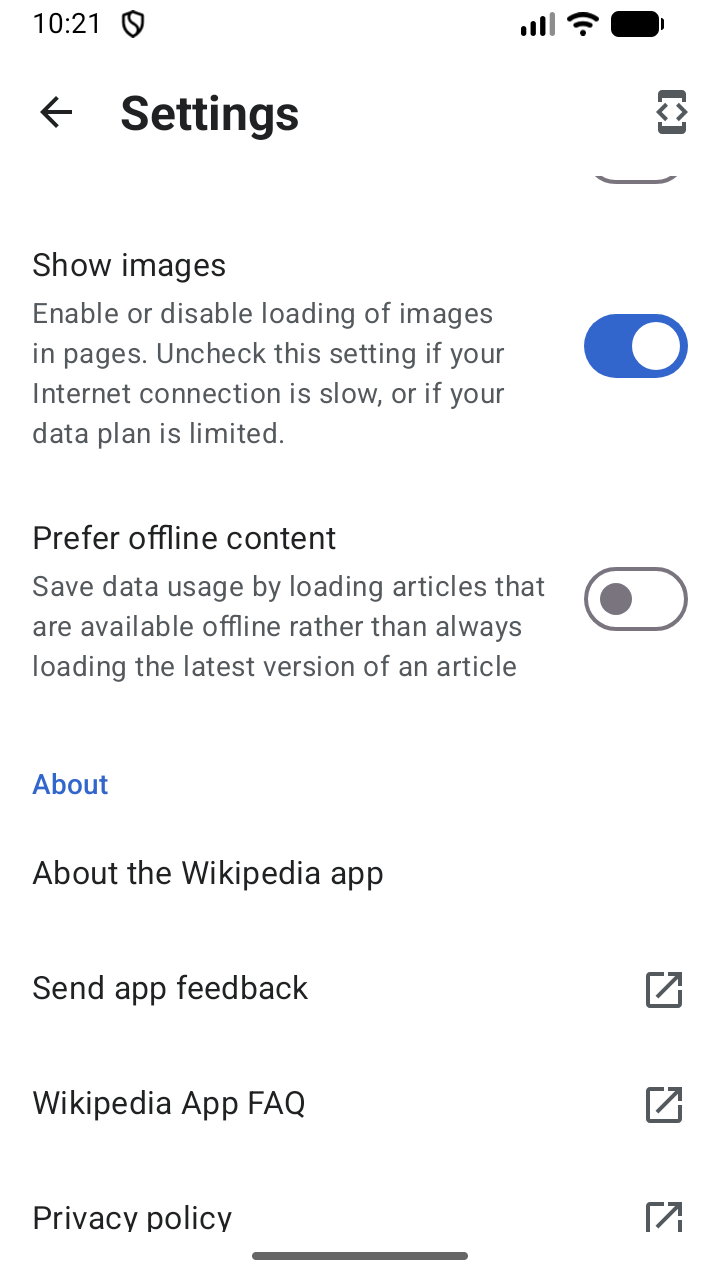 10:21
Settings
Show images
Enable or disable loading of images
in pages. Uncheck this setting if your
Internet connection is slow, or if your
data plan is limited.
Prefer offline content
Save data usage by loading articles that
are available offline rather than always
loading the latest version of an article
About
About the Wikipedia app
Send app feedback
Wikipedia App FAQ
Privacy policy